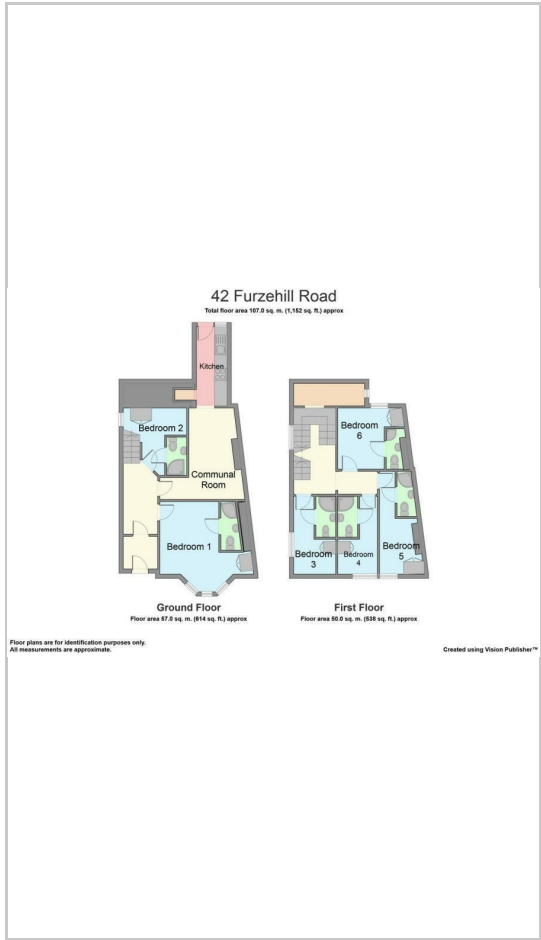 42 Furzehill Road
Total floor area 107.0 sq. m. (1,152 sq. ft.) approx
Kitchen
Bedroom 2
Communal
Room
Bedroom 1
Ground Floor
Floor area 57.0 sq. m. (614 sq. ft.) approx
Bedroom
6
Bedroom
3
Bedroom
4
Bedroom
5
First Floor
Floor area 50.0 sq. m. (538 sq. ft.) approx
Floor plans are for identification purposes only.
All measurements are approximate.
Created using Vision Publisher™